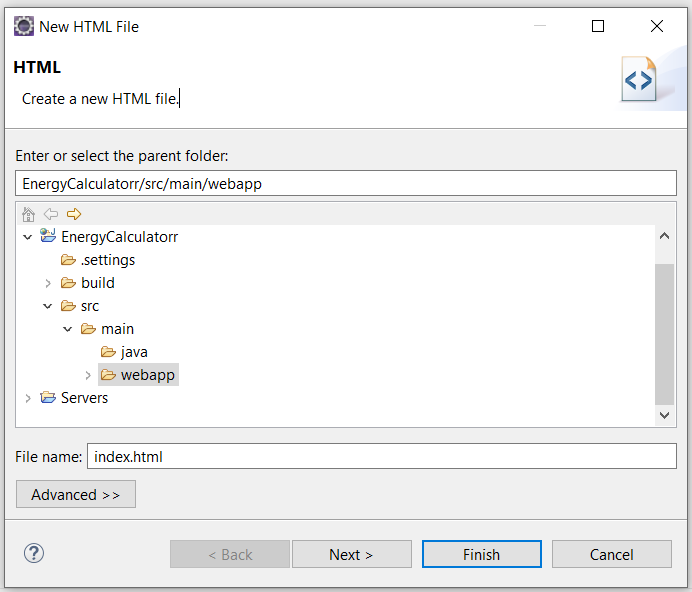 New HTML File
HTML
Create a new HTML file.
Enter or select the parent folder:
EnergyCalculatorr/src/main/webapp
EnergyCalculatorr
.settings
build
src
main
java
webapp
Servers
File name: index.html
Advanced >>
< Back Next > Finish Cancel